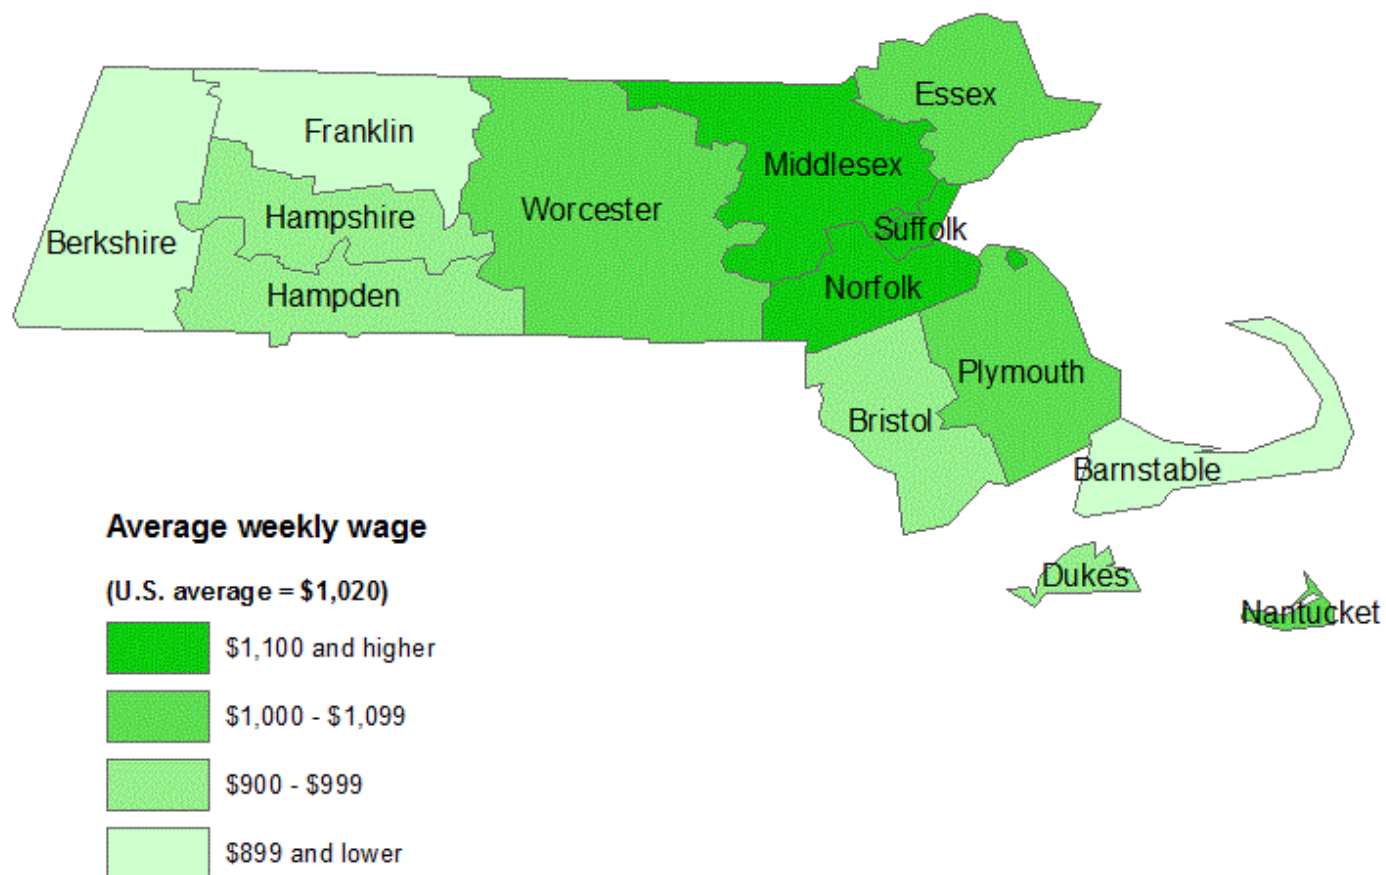 Essex
Franklin
Middlesex
Hampshire
Worcester
Suffolk
Berkshire
Hampden
Norfolk
Plymouth
Bristol
Barnstable
Average weekly wage
Dukes
(U.S. average = $1,020)
Nantucket
$1,100 and higher
$1,000 - $1,099
$900 - $999
$899 and lower